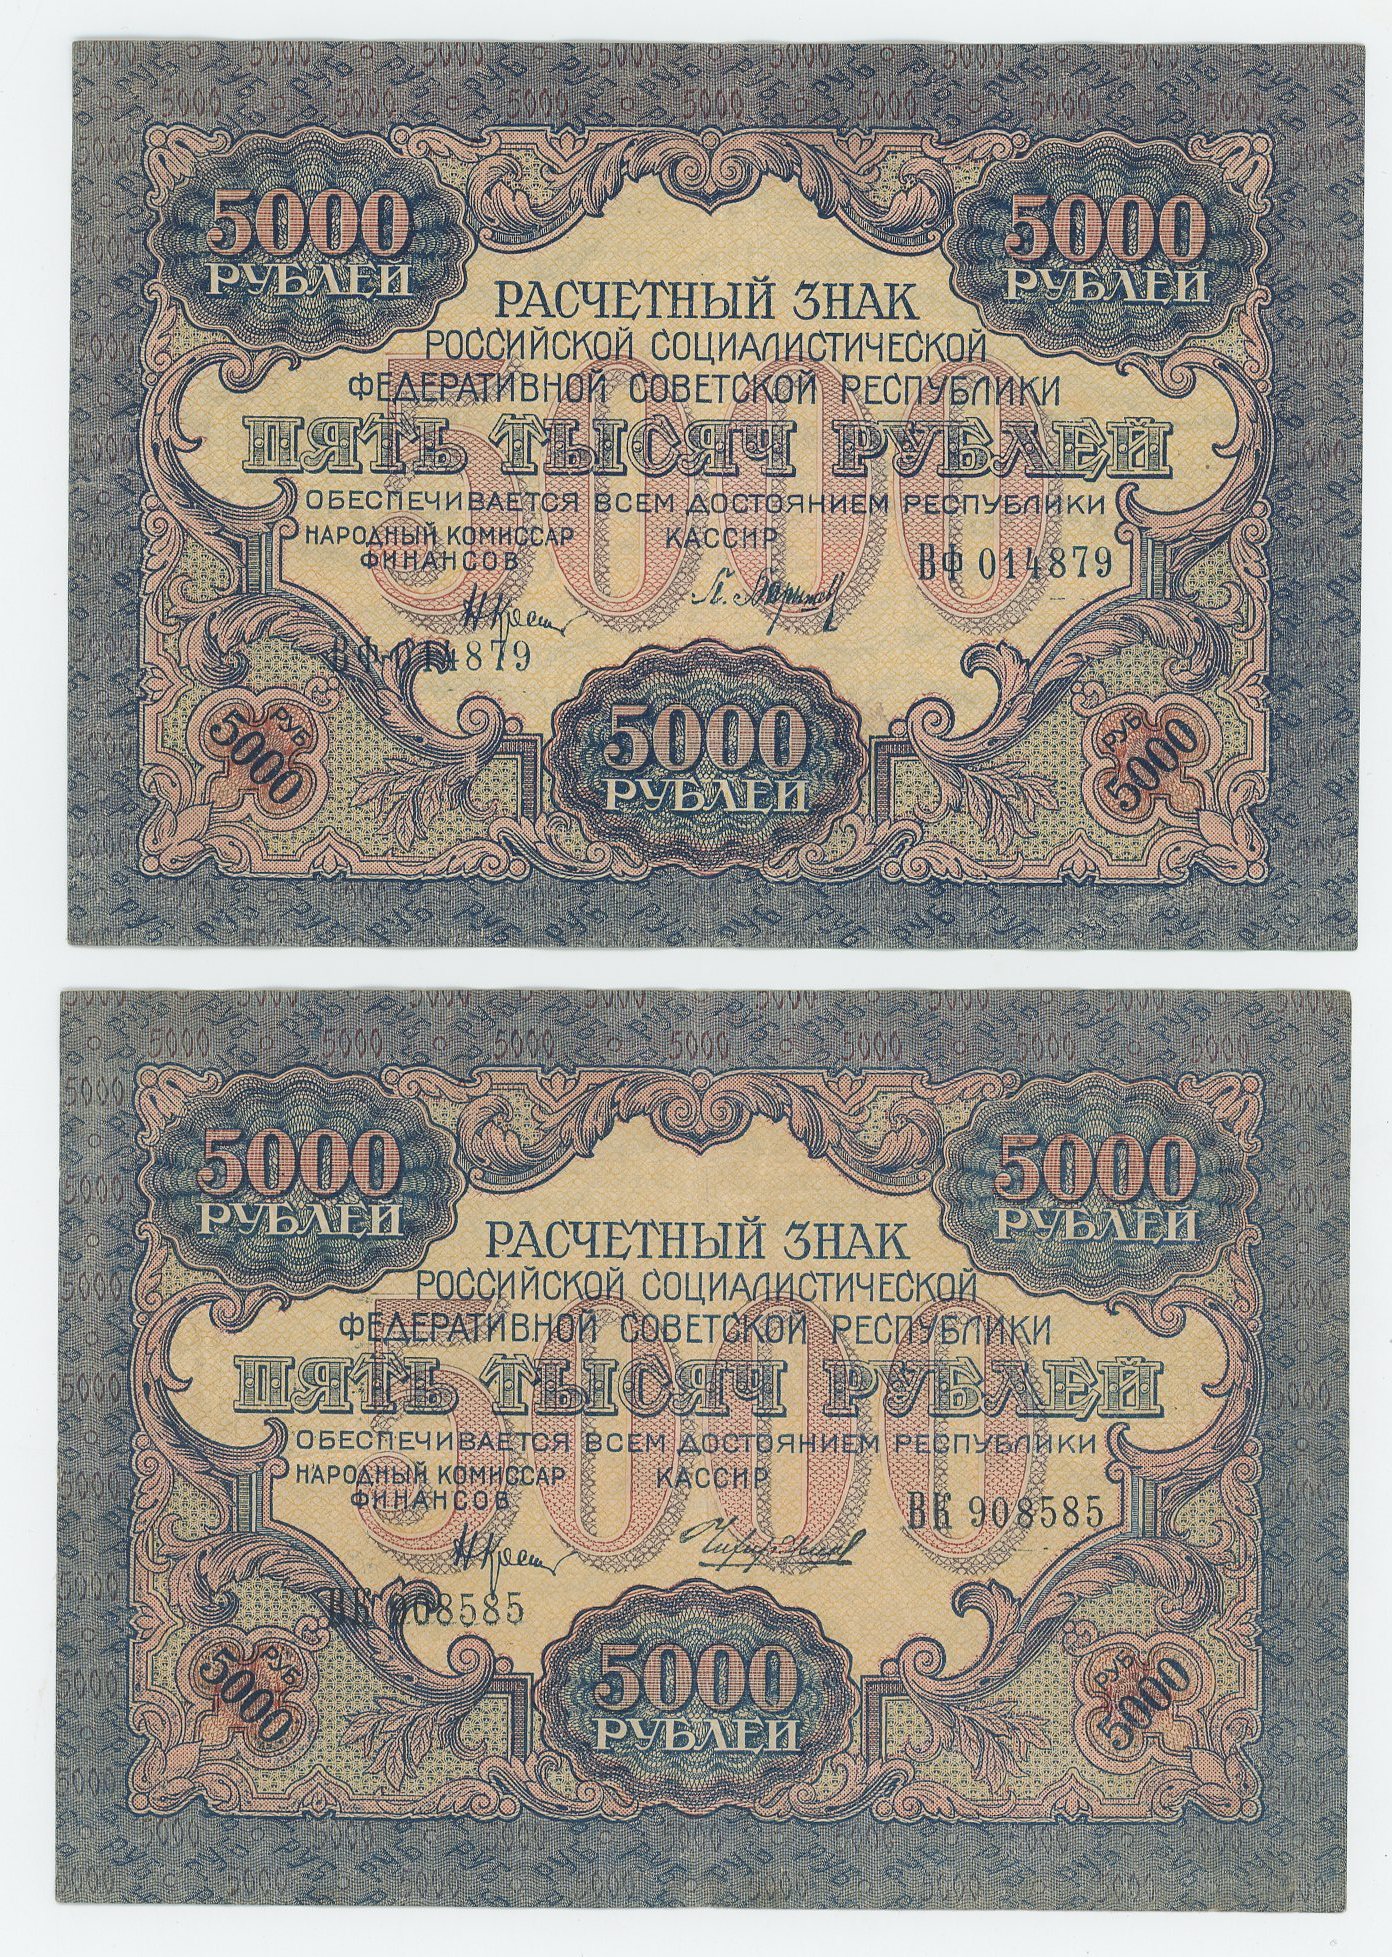 5000 РУБЛЕЙ
5000 РУБЛЕЙ
РАСЧЕТНЫЙ ЗНАК
РОССИЙСКОЙ СОЦИАЛИСТИЧЕСКОЙ
ФЕДЕРАТИВНОЙ СОВЕТСКОЙ РЕСПУБЛИКИ
5000
ПЯТЬ ТЫСЯЧ РУБЛЕЙ
ОБЕСПЕЧИВАЕТСЯ ВСЕМ ДОСТОЯНИЕМ РЕСПУБЛИКИ
НАРОДНЫЙ КОМИССАР
ФИНАНСОВ
КАССИР
ВФ 014879
ВФ 014879
РУБ 5000
5000 РУБЛЕЙ
РУБ 5000
5000 РУБЛЕЙ
5000 РУБЛЕЙ
РАСЧЕТНЫЙ ЗНАК
РОССИЙСКОЙ СОЦИАЛИСТИЧЕСКОЙ
ФЕДЕРАТИВНОЙ СОВЕТСКОЙ РЕСПУБЛИКИ
5000
ПЯТЬ ТЫСЯЧ РУБЛЕЙ
ОБЕСПЕЧИВАЕТСЯ ВСЕМ ДОСТОЯНИЕМ РЕСПУБЛИКИ
НАРОДНЫЙ КОМИССАР
ФИНАНСОВ
КАССИР
ВК 908585
ВК 908585
РУБ 5000
5000 РУБЛЕЙ
РУБ 5000